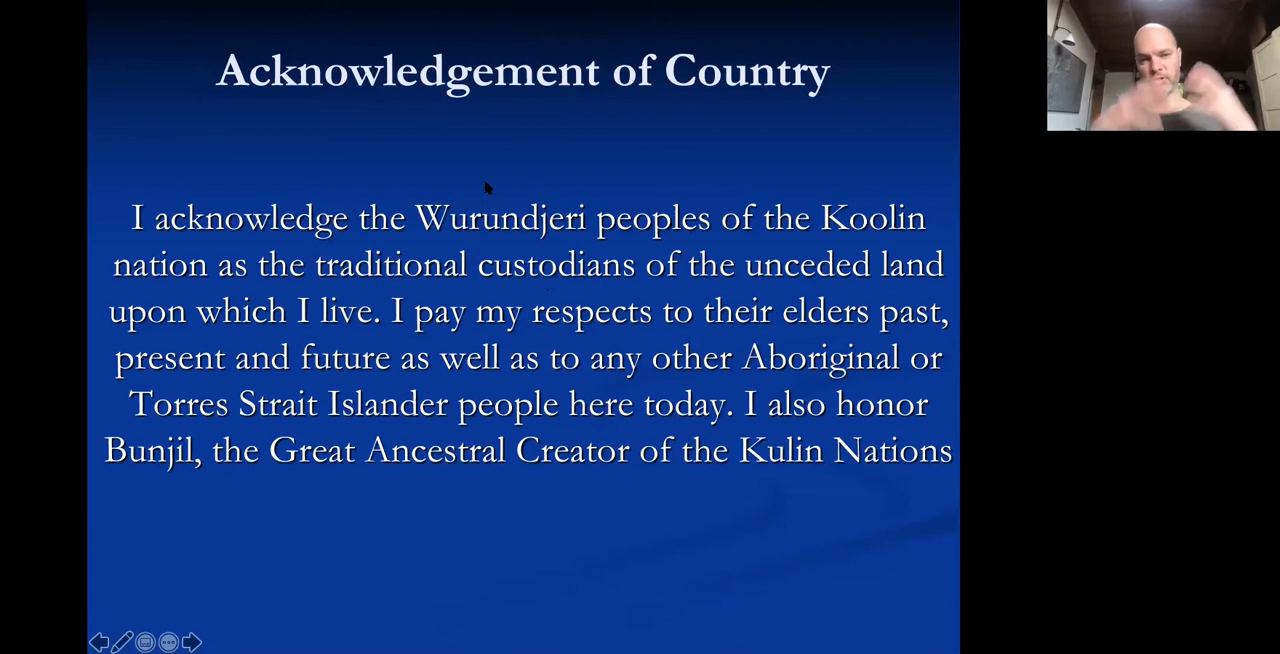 Acknowledgement of Country
I acknowledge the Wurundjeri peoples of the Koolin
nation as the traditional custodians of the unceded land
upon which I live. I pay my respects to their elders past,
present and future as well as to any other Aboriginal or
Torres Strait Islander people here today. I also honor
Bunjil, the Great Ancestral Creator of the Kulin Nations